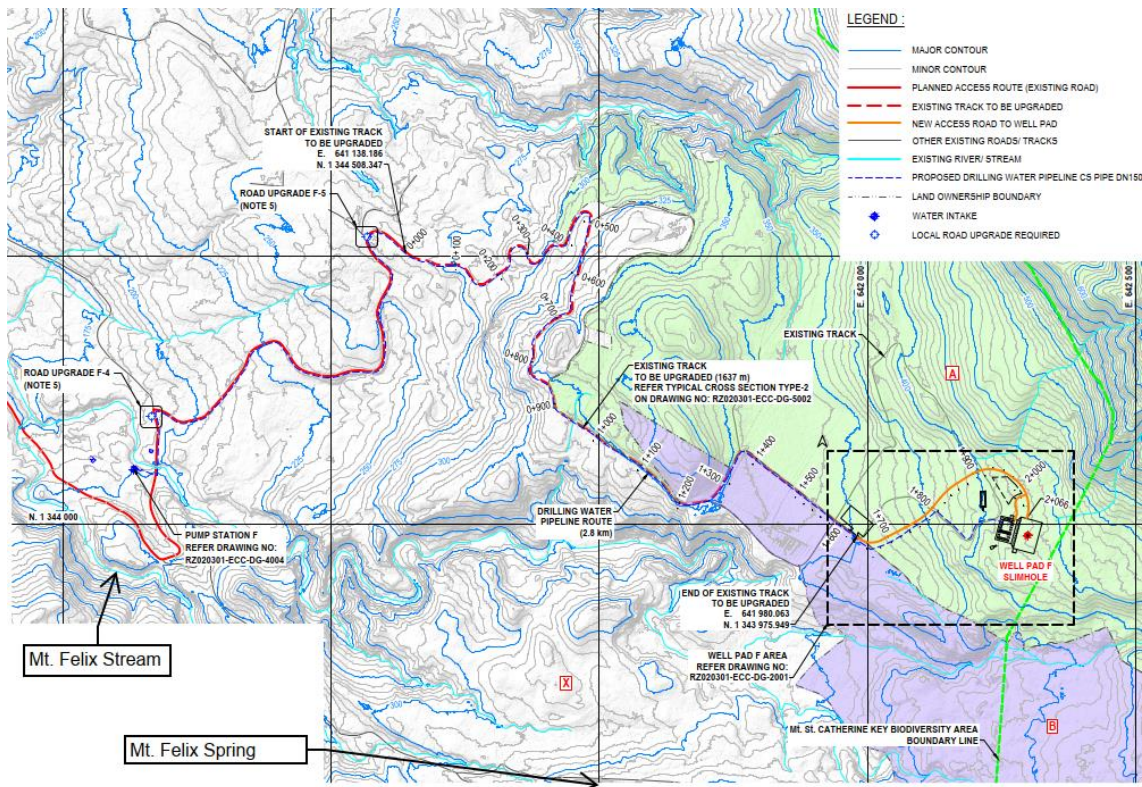 LEGEND :
MAJOR CONTOUR
MINOR CONTOUR
PLANNED ACCESS ROUTE (EXISTING ROAD)
EXISTING TRACK TO BE UPGRADED
NEW ACCESS ROAD TO WELL PAD
OTHER EXISTING ROADS/ TRACKS
EXISTING RIVER/ STREAM
PROPOSED DRILLING WATER PIPELINE CS PIPE DN150
LAND OWNERSHIP BOUNDARY
WATER INTAKE
LOCAL ROAD UPGRADE REQUIRED
START OF EXISTING TRACK
TO BE UPGRADED
E. 641 138.186
N. 1 344 508.347
ROAD UPGRADE F-5
(NOTE 5)
0+000
0+100
0+200
0+300
0+400
0+500
0+600
0+700
0+800
0+900
1+000
1+100
1+200
1+300
1+400
1+500
1+600
1+700
1+800
1+900
2+000
2+066
E. 642 000
E. 642 500
EXISTING TRACK
A
ROAD UPGRADE F-4
(NOTE 5)
EXISTING TRACK
TO BE UPGRADED (1637 m)
REFER TYPICAL CROSS SECTION TYPE-2
ON DRAWING NO: RZ020301-ECC-DG-5002
N. 1 344 000
PUMP STATION F
REFER DRAWING NO:
RZ020301-ECC-DG-4004
DRILLING WATER
PIPELINE ROUTE
(2.8 km)
WELL PAD F
SLIMHOLE
END OF EXISTING TRACK
TO BE UPGRADED
E. 641 980.063
N. 1 343 975.949
WELL PAD F AREA
REFER DRAWING NO:
RZ020301-ECC-DG-2001
Mt. Felix Stream
X
B
Mt. Felix Spring
Mt. St. CATHERINE KEY BIODIVERSITY AREA
BOUNDARY LINE